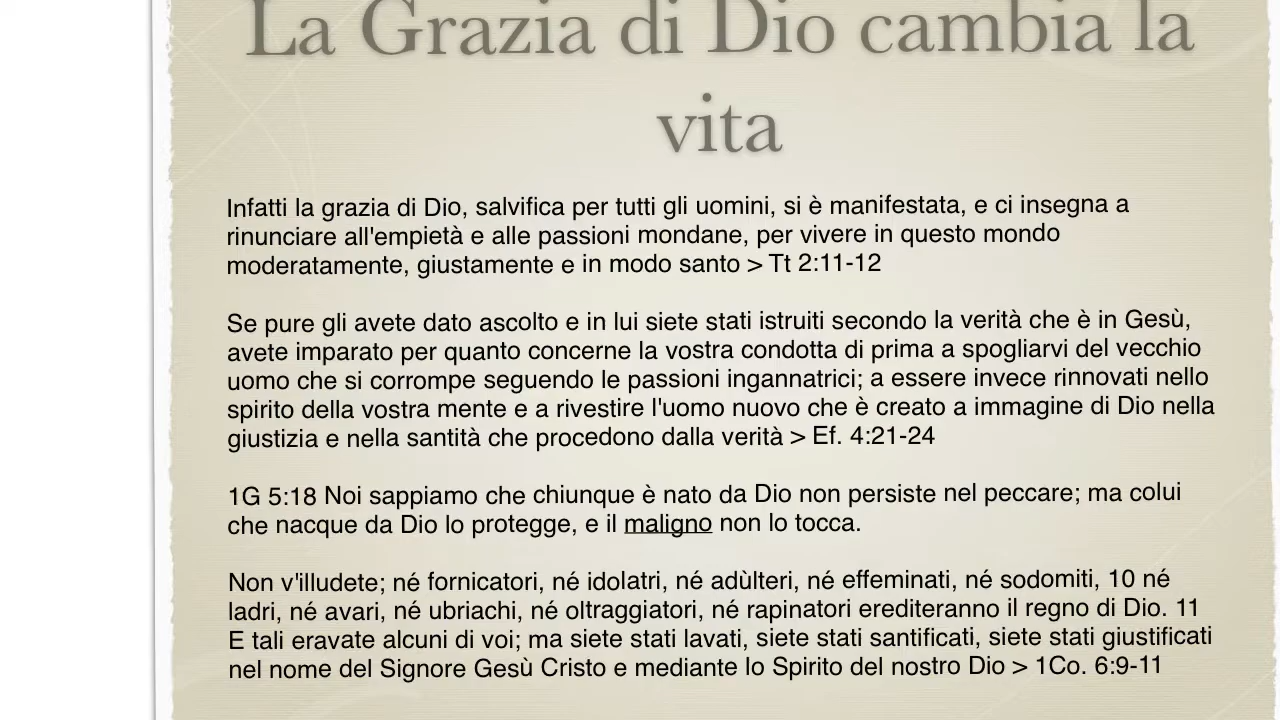 La Grazia di Dio cambia la
vita
Infatti la grazia di Dio, salvifica per tutti gli uomini, si è manifestata, e ci insegna a
rinunciare all'empietà e alle passioni mondane, per vivere in questo mondo
moderatamente, giustamente e in modo santo > Tt 2:11-12
Se pure gli avete dato ascolto e in lui siete stati istruiti secondo la verità che è in Gesù,
avete imparato per quanto concerne la vostra condotta di prima a spogliarvi del vecchio
uomo che si corrompe seguendo le passioni ingannatrici; a essere invece rinnovati nello
spirito della vostra mente e a rivestire l'uomo nuovo che è creato a immagine di Dio nella
giustizia e nella santità che procedono dalla verità > Ef. 4:21-24
1G 5:18 Noi sappiamo che chiunque è nato da Dio non persiste nel peccare; ma colui
che nacque da Dio lo protegge, e il maligno non lo tocca.
Non v'illudete; né fornicatori, né idolatri, né adùlteri, né effeminati, né sodomiti, 10 né
ladri, né avari, né ubriachi, né oltraggiatori, né rapinatori erediteranno il regno di Dio. 11
E tali eravate alcuni di voi; ma siete stati lavati, siete stati santificati, siete stati giustificati
nel nome del Signore Gesù Cristo e mediante lo Spirito del nostro Dio > 1Co. 6:9-11